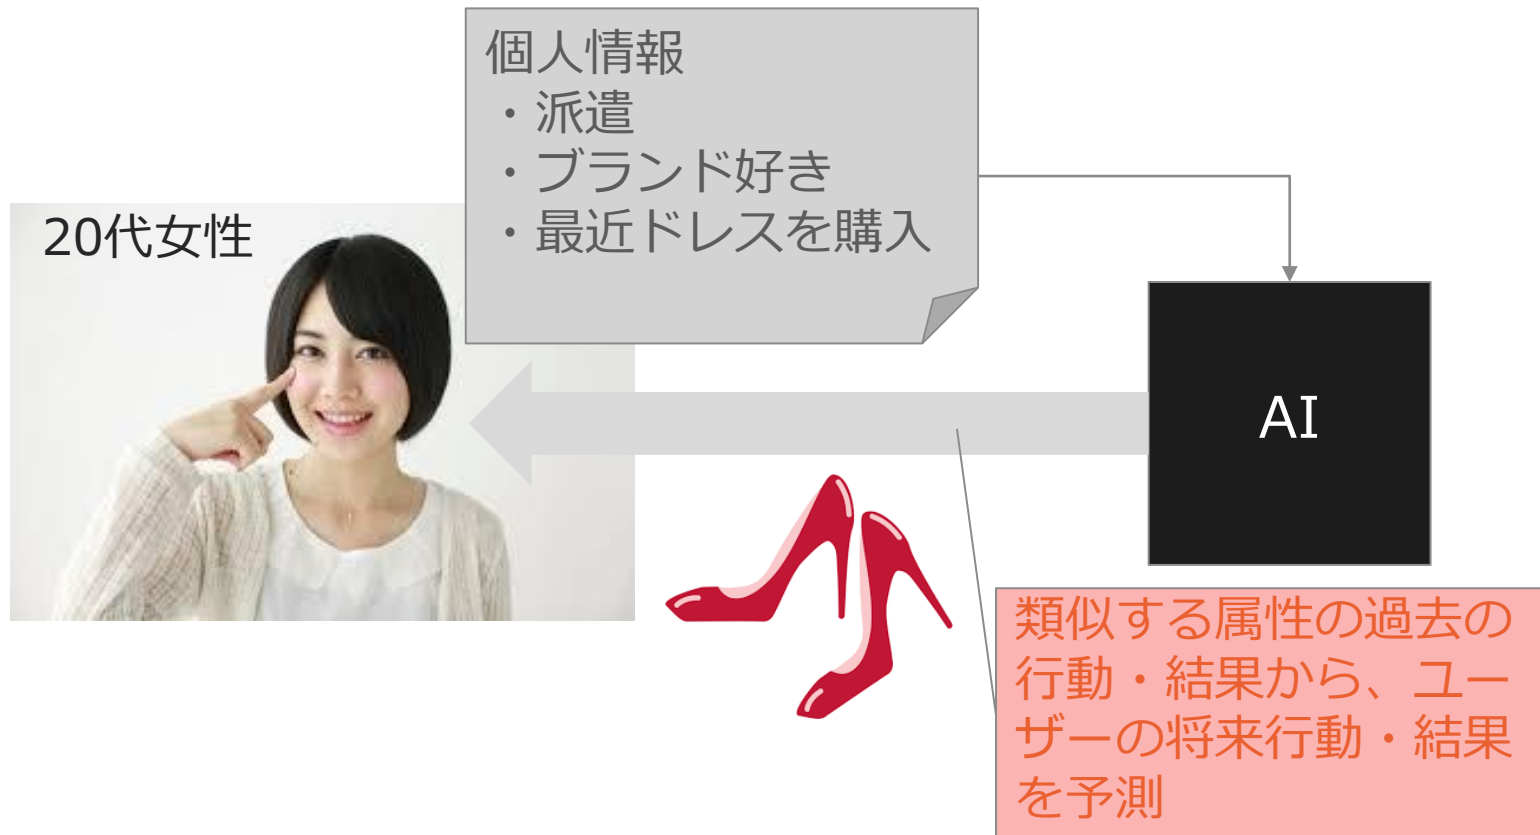 個人情報
・派遣
・ブランド好き
・最近ドレスを購入
20代女性
AI
類似する属性の過去の
行動・結果から、ユー
ザーの将来行動・結果
を予測